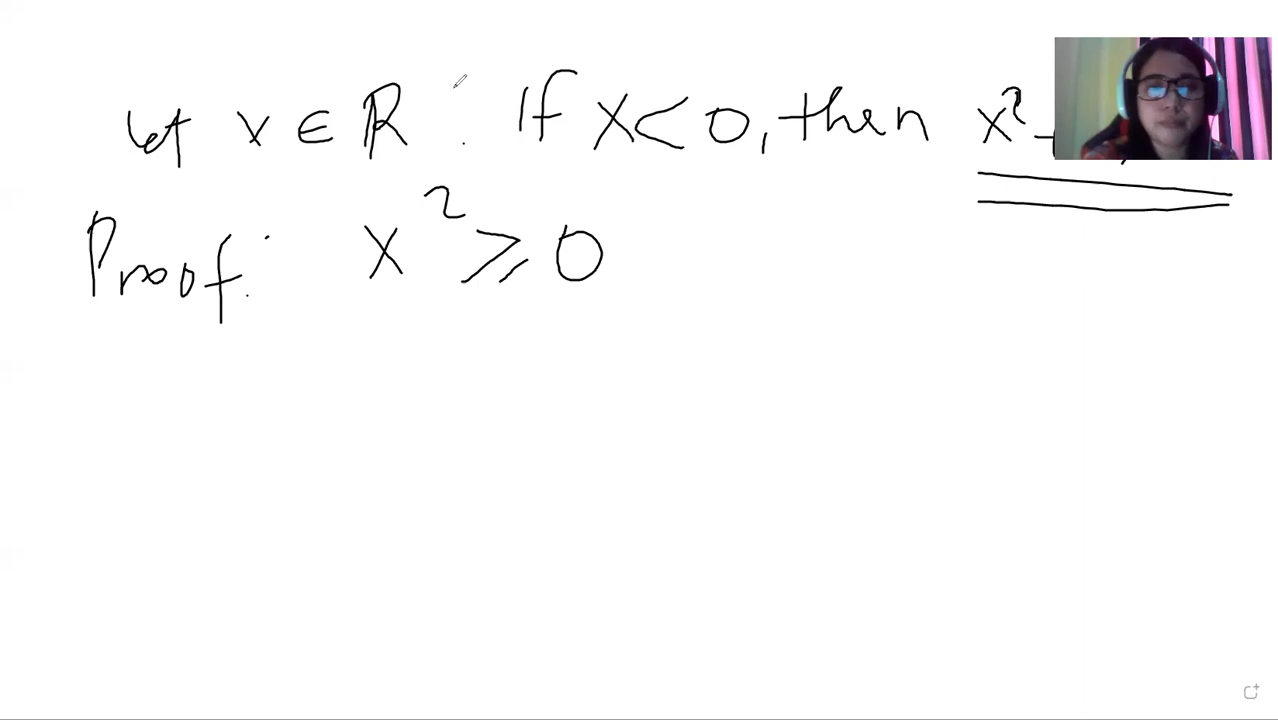 Let x ∈ ℝ. If x < 0, then x²
Proof: x² ⩾ 0